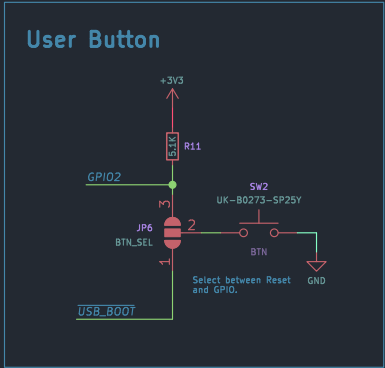 User Button
+3V3
5.1K
R11
GPIO2
SW2
UK-B0273-SP25Y
3
JP6
2
BTN_SEL
BTN
1
Select between Reset
and GPIO.
GND
USB_BOOT